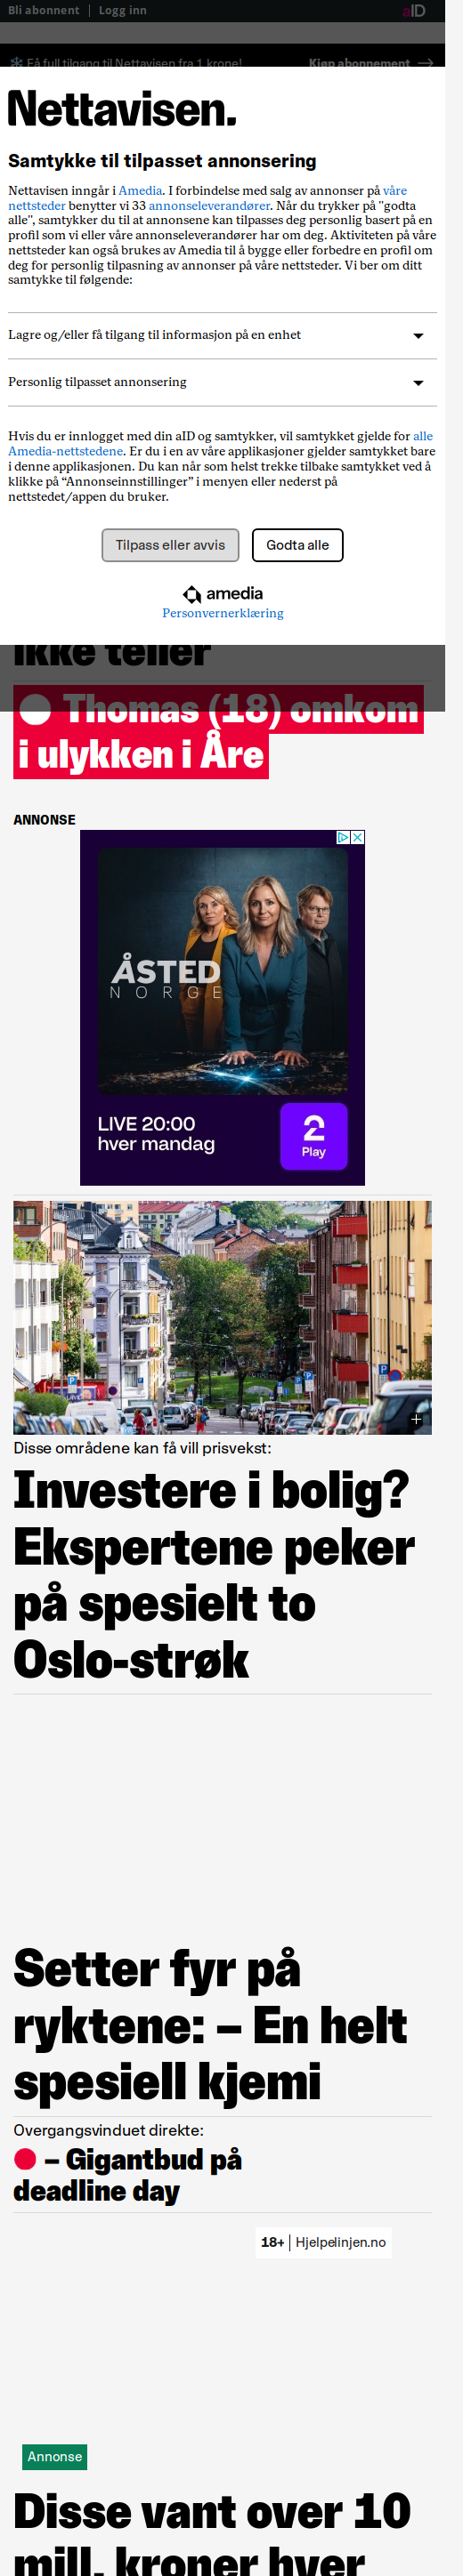 Bli abonnent | Logg inn
aID
Få full tilgang til Nettavisen fra 1 krone!
Kjøp abonnement
Nettavisen.
Samtykke til tilpasset annonsering
Nettavisen inngår i Amedia. I forbindelse med salg av annonser på våre
nettsteder benytter vi 33 annonseleverandører. Når du trykker på "godta
alle", samtykker du til at annonsene kan tilpasses deg personlig basert på en
profil som vi eller våre annonseleverandører har om deg. Aktiviteten på våre
nettsteder kan også brukes av Amedia til å bygge eller forbedre en profil om
deg for personlig tilpasning av annonser på våre nettsteder. Vi ber om ditt
samtykke til følgende:
Lagre og/eller få tilgang til informasjon på en enhet
Personlig tilpasset annonsering
Hvis du er innlogget med din aID og samtykker, vil samtykket gjelde for alle
Amedia-nettstedene. Er du i en av våre applikasjoner gjelder samtykket bare
i denne applikasjonen. Du kan når som helst trekke tilbake samtykket ved å
klikke på “Annonseinnstillinger” i menyen eller nederst på
nettstedet/appen du bruker.
Tilpass eller avvis
Godta alle
amedia
Personvernerklæring
ikke teller
Thomas (18) omkom
i ulykken i Åre
ANNONSE
ÅSTED
NORGE
LIVE 20:00
hver mandag
2
Play
Disse områdene kan få vill prisvekst:
Investere i bolig?
Ekspertene peker
på spesielt to
Oslo-strøk
Setter fyr på
ryktene: – En helt
spesiell kjemi
Overgangsvinduet direkte:
– Gigantbud på
deadline day
18+ | Hjelpelinjen.no
Annonse
Disse vant over 10
mill. kroner hver